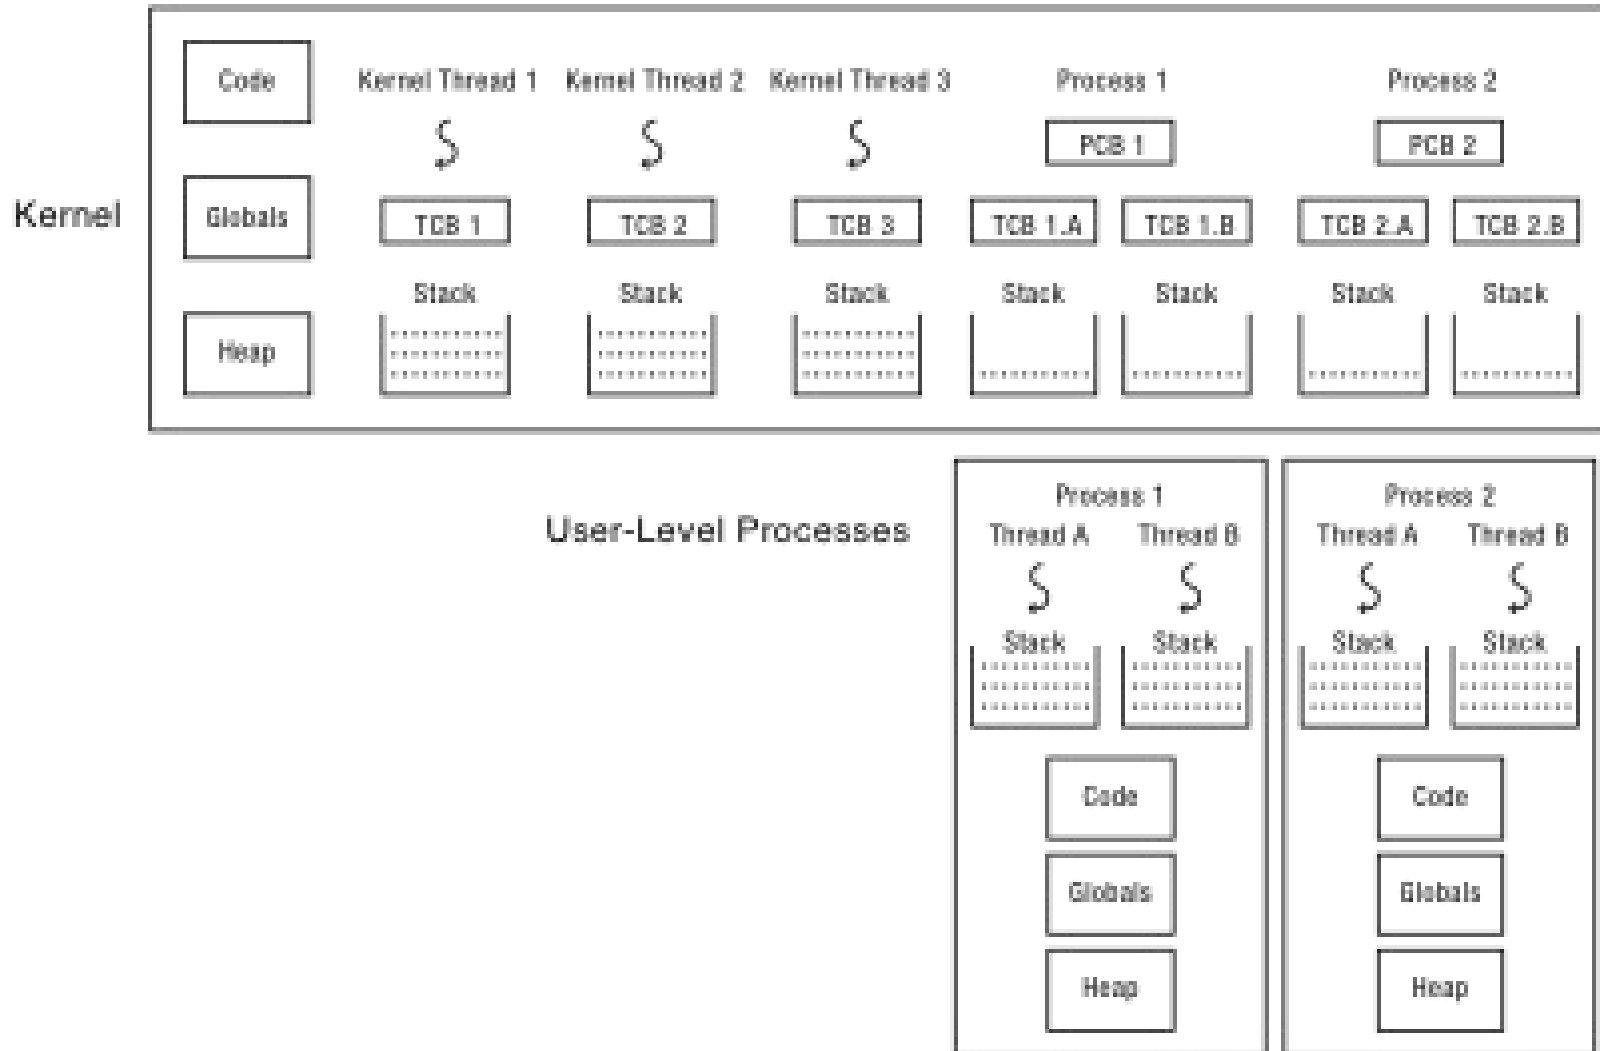 Code
Kernel Thread 1 Kernel Thread 2 Kernel Thread 3 Process 1 Process 2
PCB 1 PCB 2
Kernel
Globals
TCB 1 TCB 2 TCB 3 TCB 1.A TCB 1.B TCB 2.A TCB 2.B
Stack Stack Stack Stack Stack Stack Stack
Heap
User-Level Processes
Process 1
Thread A Thread B
Stack Stack
Code
Globals
Heap
Process 2
Thread A Thread B
Stack Stack
Code
Globals
Heap